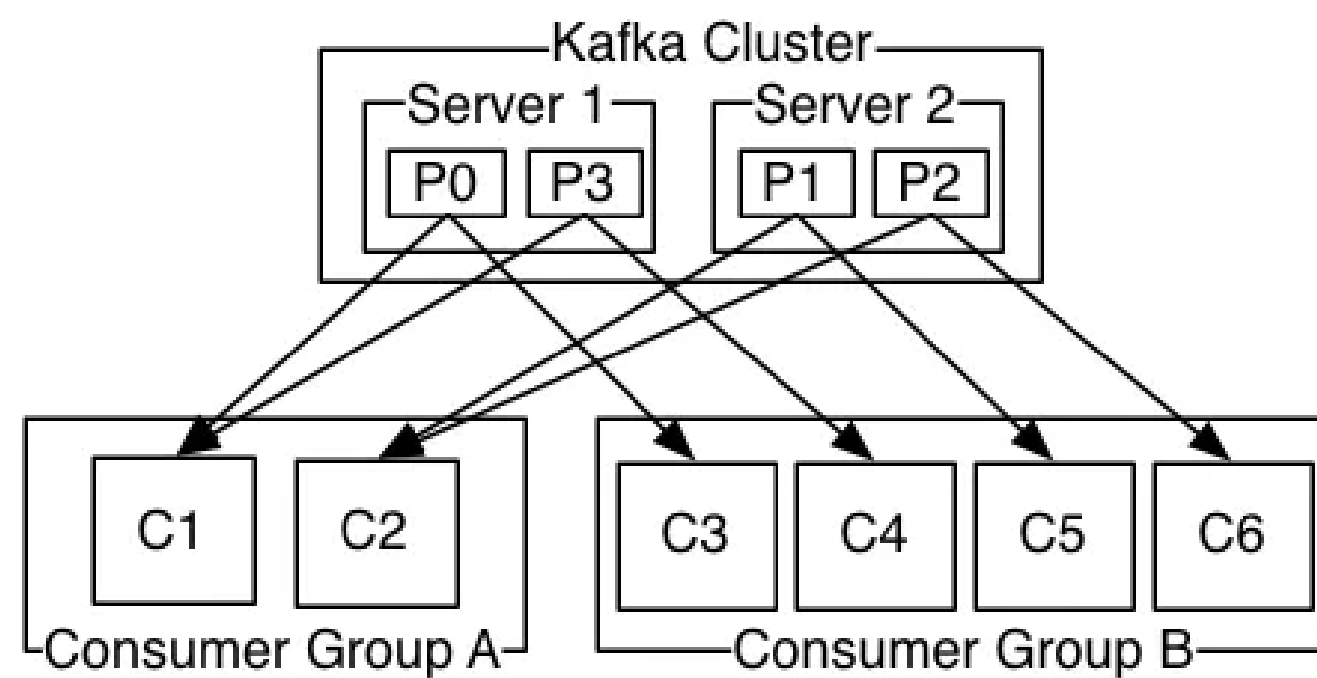 Kafka Cluster
Server 1 Server 2
P0 P3 P1 P2
C1 C2 C3 C4 C5 C6
Consumer Group A Consumer Group B